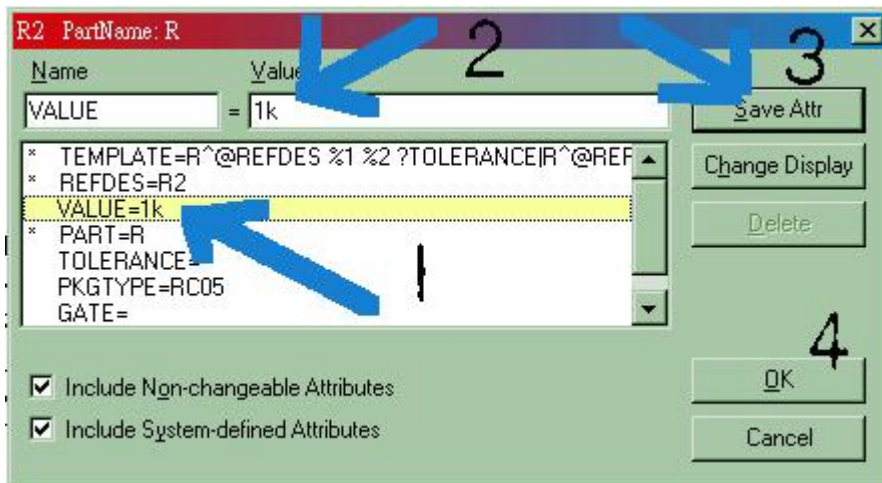 R2 PartName: R
2
3
Name
Value
VALUE = 1k
Save Attr
* TEMPLATE=R^@REFDES %1 %2 ?TOLERANCE|R^@REF
* REFDES=R2
VALUE=1k
* PART=R
TOLERANCE=
PKGTYPE=RC05
GATE=
1
Change Display
Delete
4
Include Non-changeable Attributes
OK
Include System-defined Attributes
Cancel